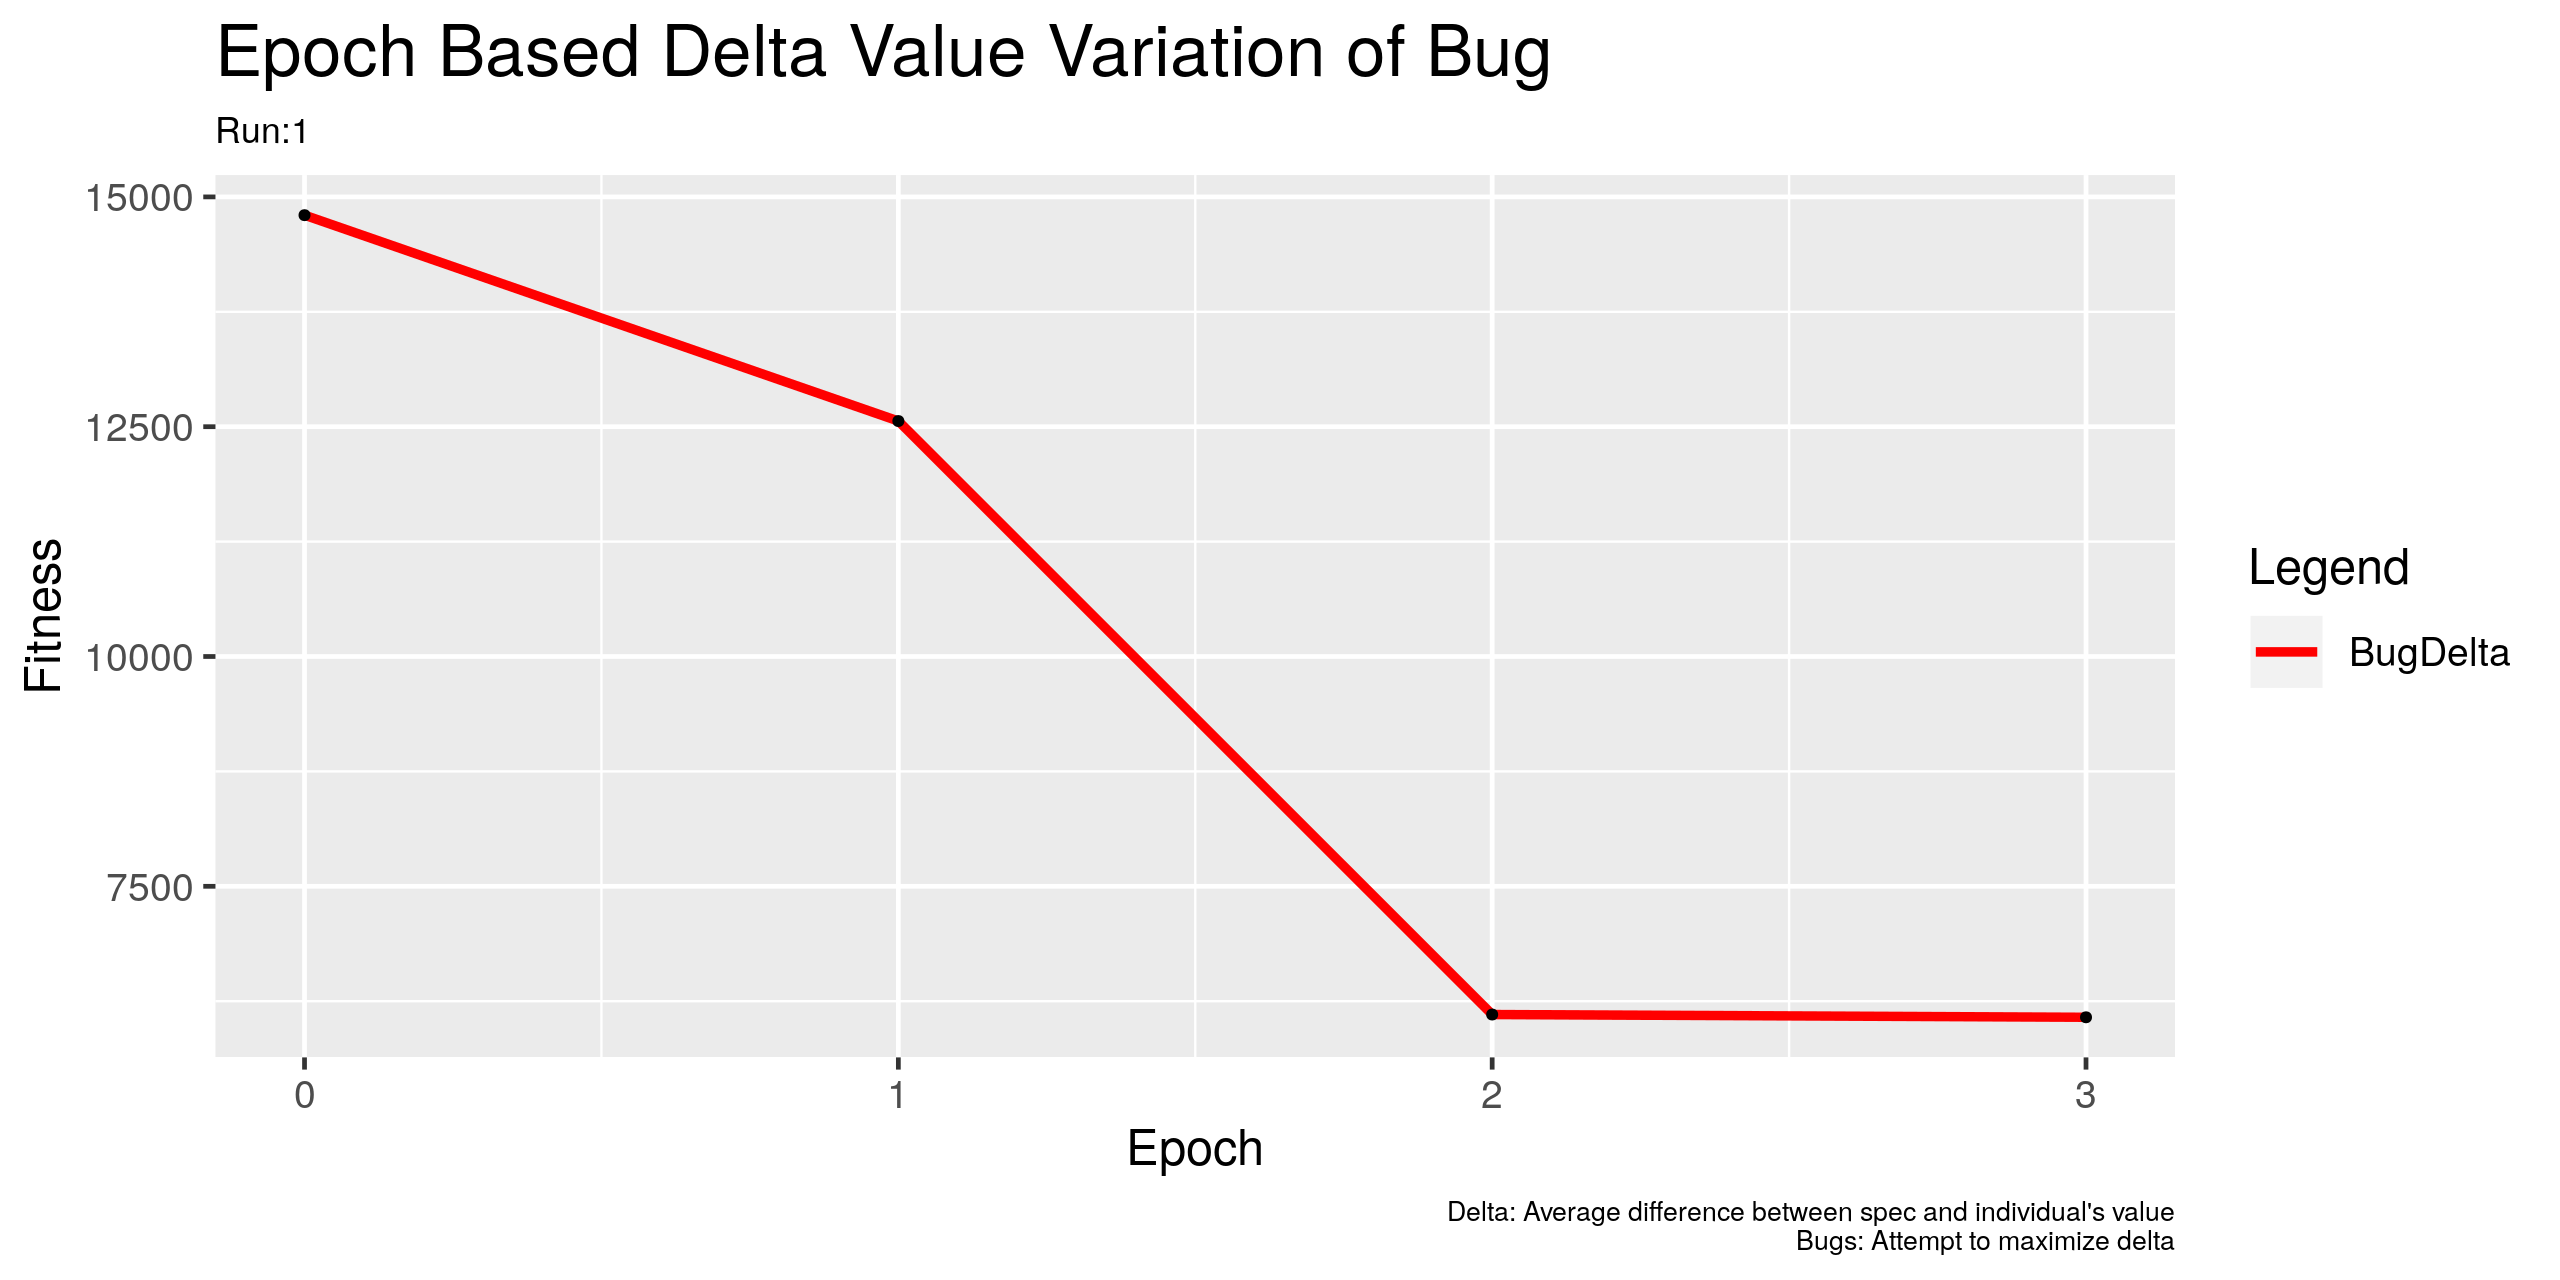 Epoch Based Delta Value Variation of Bug
Run:1
15000
12500
10000
7500
Fitness
0 1 2 3
Epoch
Legend
BugDelta
Delta: Average difference between spec and individual's value
Bugs: Attempt to maximize delta